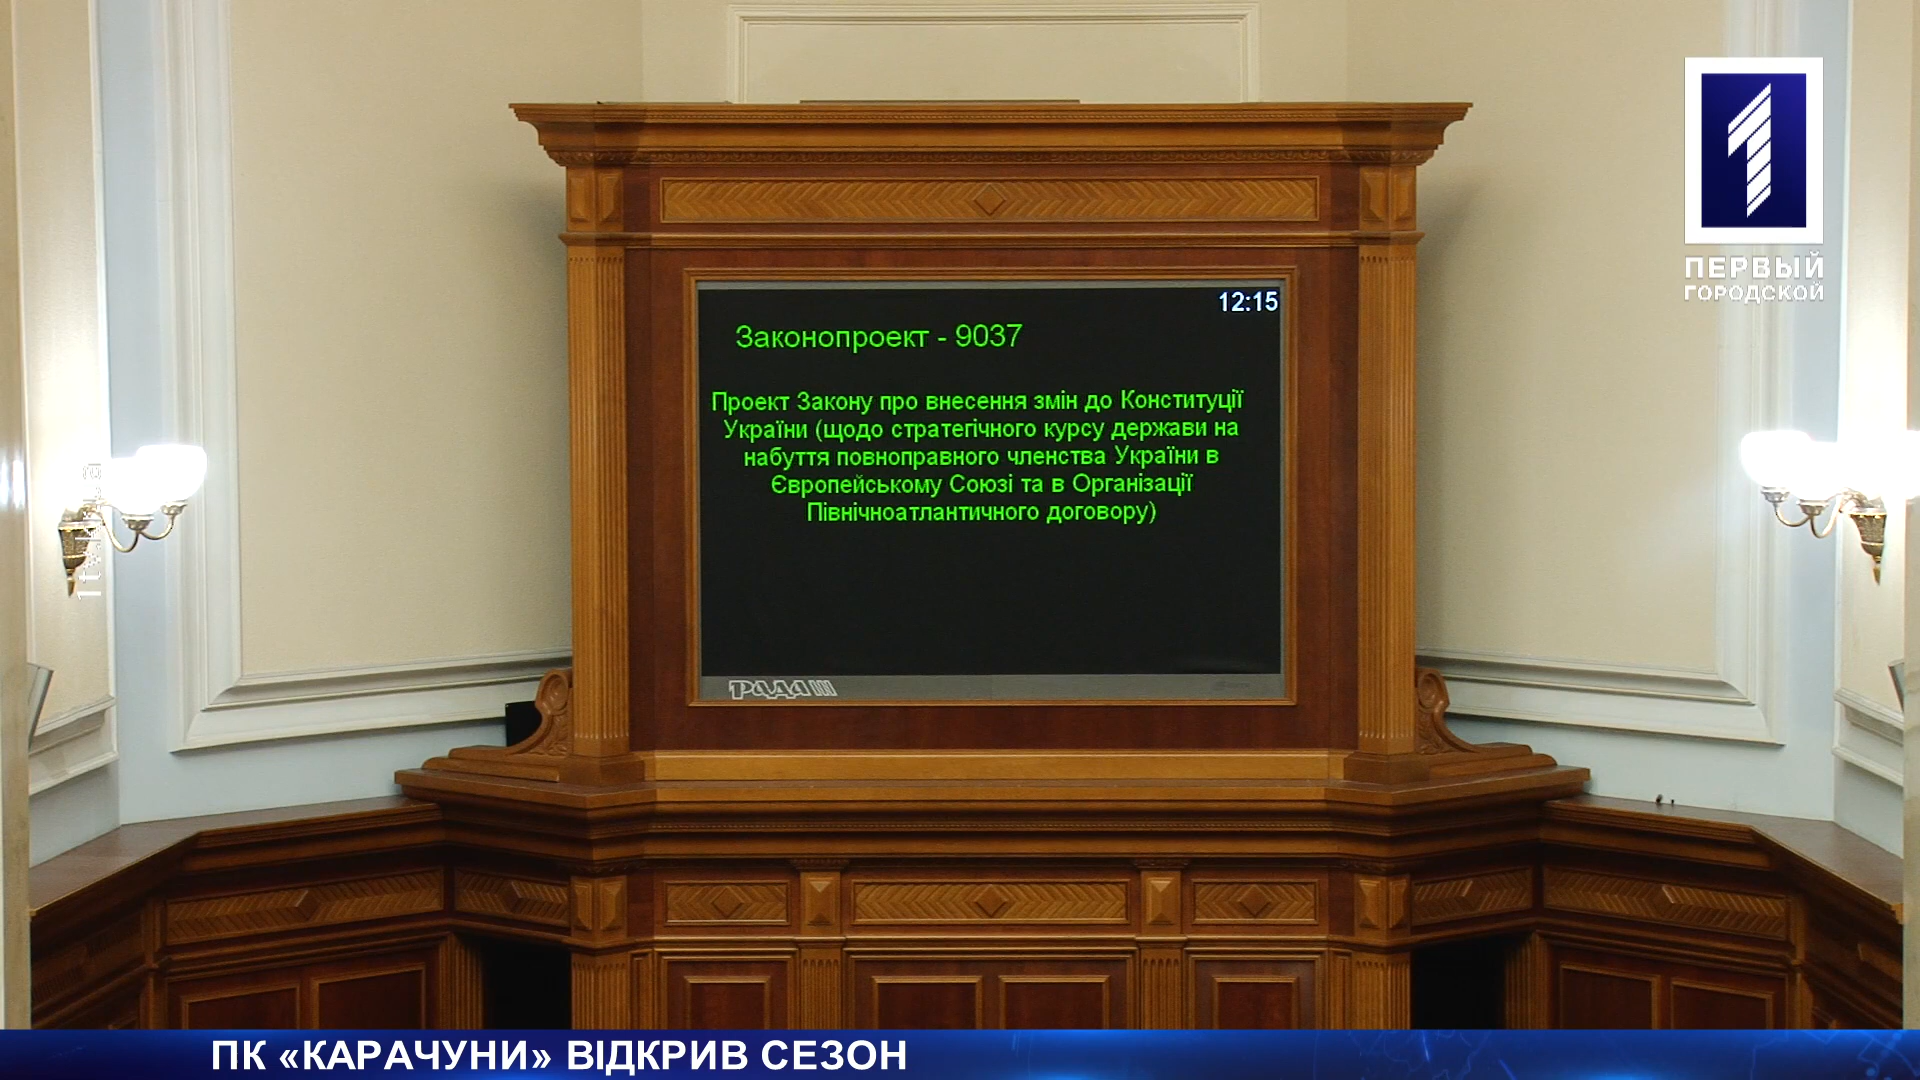 ПЕРВЫЙ
ГОРОДСКОЙ
12:15
Законопроект - 9037
Проект Закону про внесення змін до Конституції
України (щодо стратегічного курсу держави на
набуття повноправного членства України в
Європейському Союзі та в Організації
Північноатлантичного договору)
РАДА III
ПК «КАРАЧУНИ» ВІДКРИВ СЕЗОН